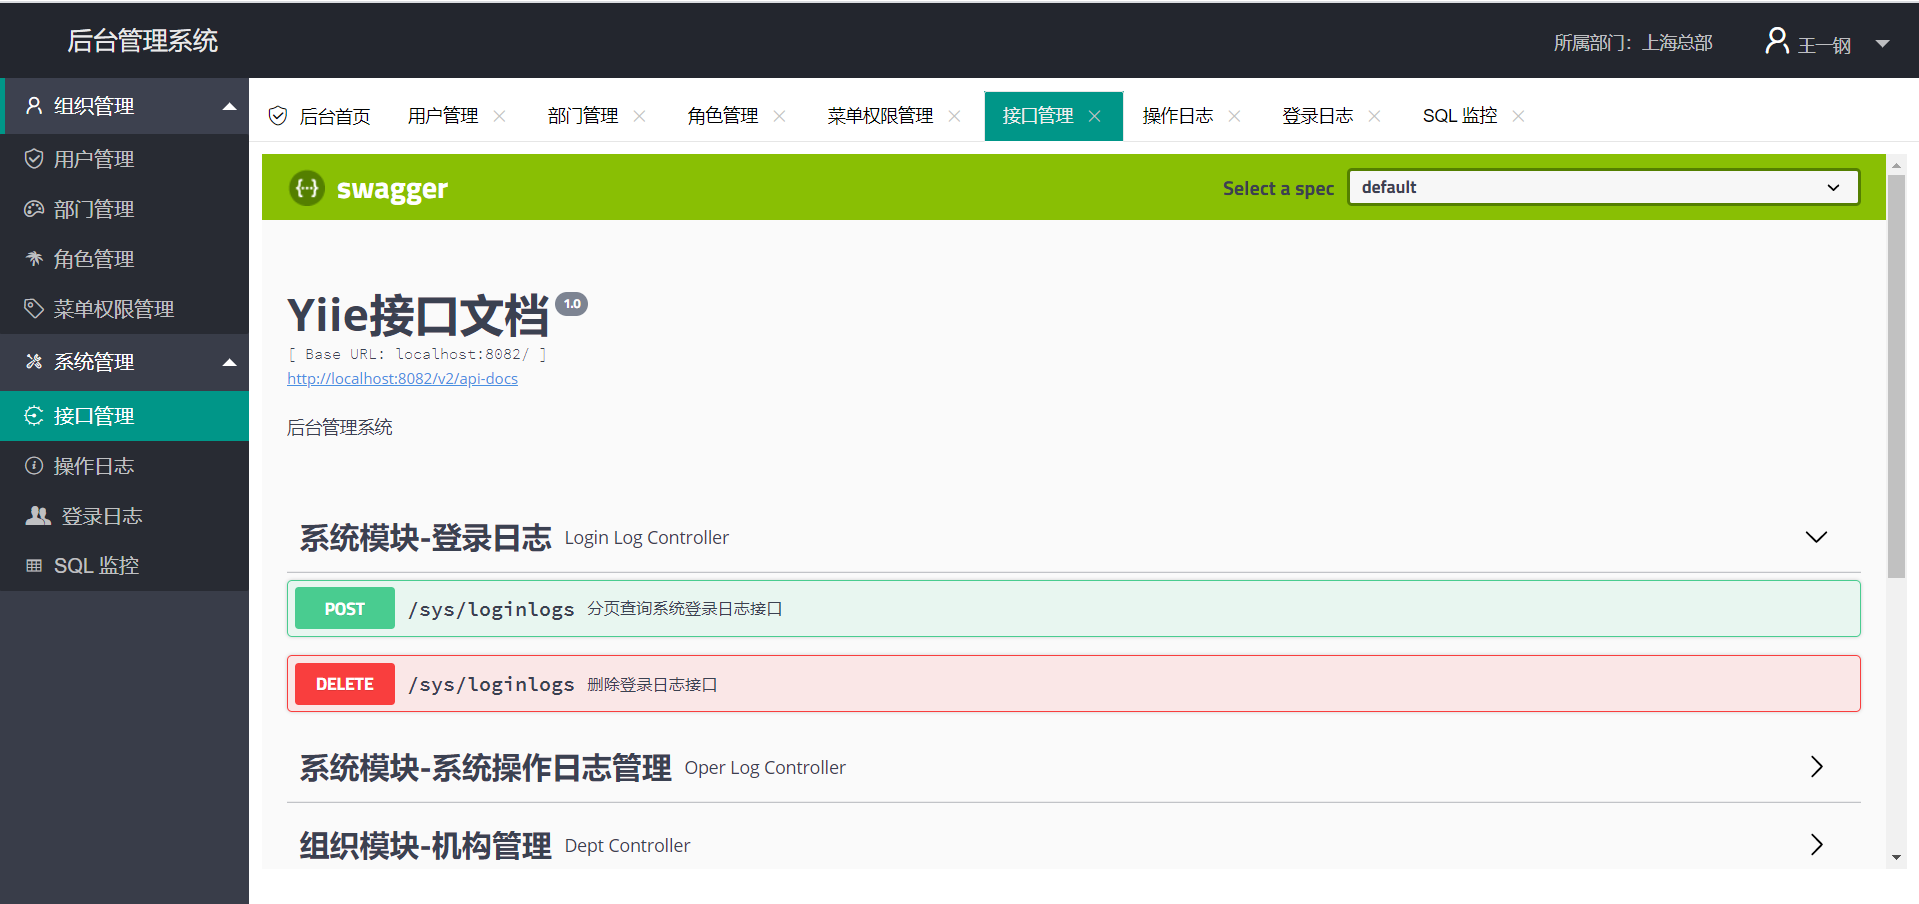 后台管理系统
所属部门：上海总部
王一钢
组织管理
用户管理
部门管理
角色管理
菜单权限管理
系统管理
接口管理
操作日志
登录日志
SQL 监控
后台首页
用户管理
部门管理
角色管理
菜单权限管理
接口管理
操作日志
登录日志
SQL 监控
swagger
Select a spec
default
Yiie接口文档 1.0
[ Base URL: localhost:8082/ ]
http://localhost:8082/v2/api-docs
后台管理系统
系统模块-登录日志 Login Log Controller
POST /sys/loginlogs 分页查询系统登录日志接口
DELETE /sys/loginlogs 删除登录日志接口
系统模块-系统操作日志管理 Oper Log Controller
组织模块-机构管理 Dept Controller